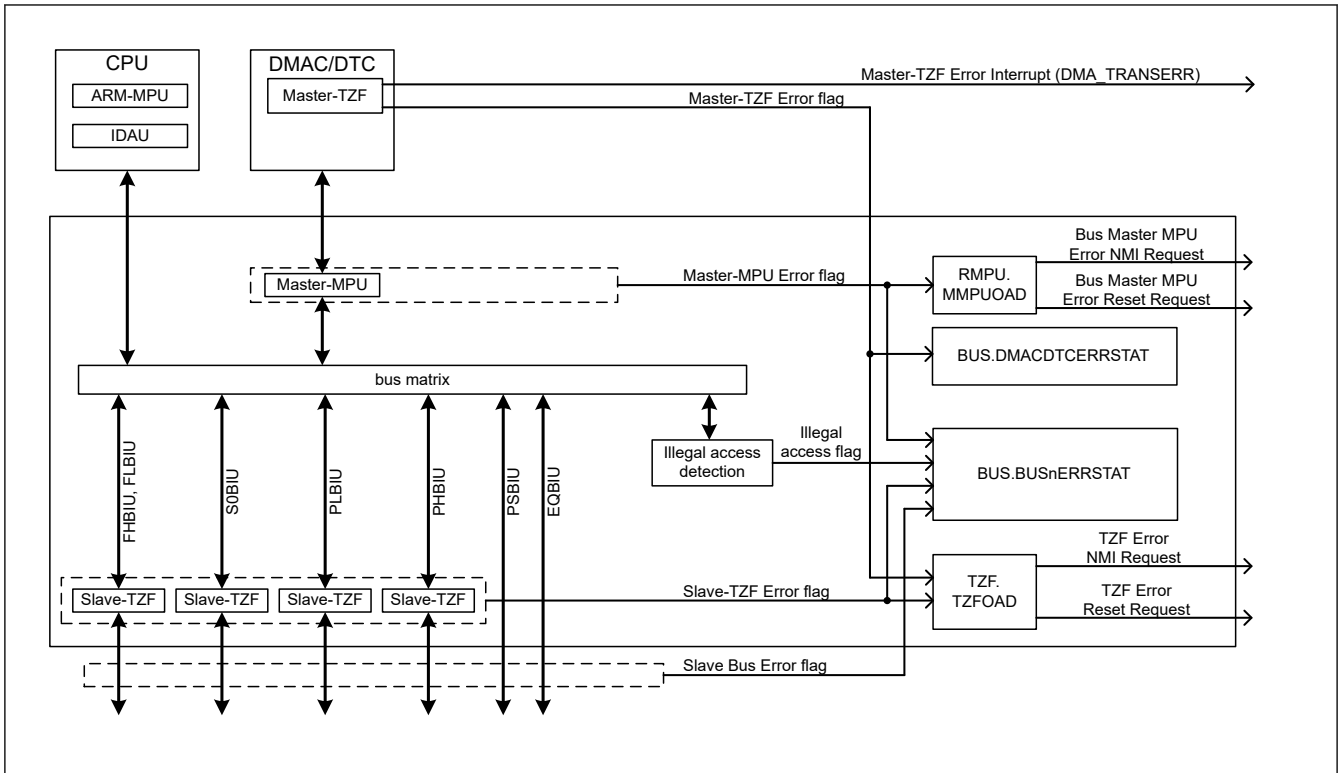 CPU
ARM-MPU
IDAU
DMAC/DTC
Master-TZF
Master-TZF Error Interrupt (DMA_TRANSERR)
Master-TZF Error flag
Master-MPU
Master-MPU Error flag
RMPU.
MMPUOAD
Bus Master MPU
Error NMI Request
Bus Master MPU
Error Reset Request
BUS.DMACDTCERRSTAT
bus matrix
FHBIU, FLBIU
S0BIU
PLBIU
PHBIU
PSBIU
EQBIU
Illegal access
detection
Illegal
access flag
BUS.BUSnERRSTAT
Slave-TZF
Slave-TZF
Slave-TZF
Slave-TZF
Slave-TZF Error flag
TZF.
TZFOAD
TZF Error
NMI Request
TZF Error
Reset Request
Slave Bus Error flag